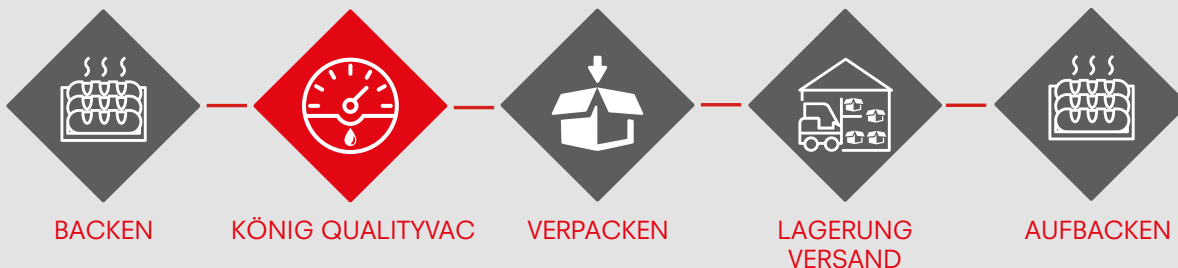 BACKEN
KÖNIG QUALITYVAC
VERPACKEN
LAGERUNG
VERSAND
AUFBACKEN